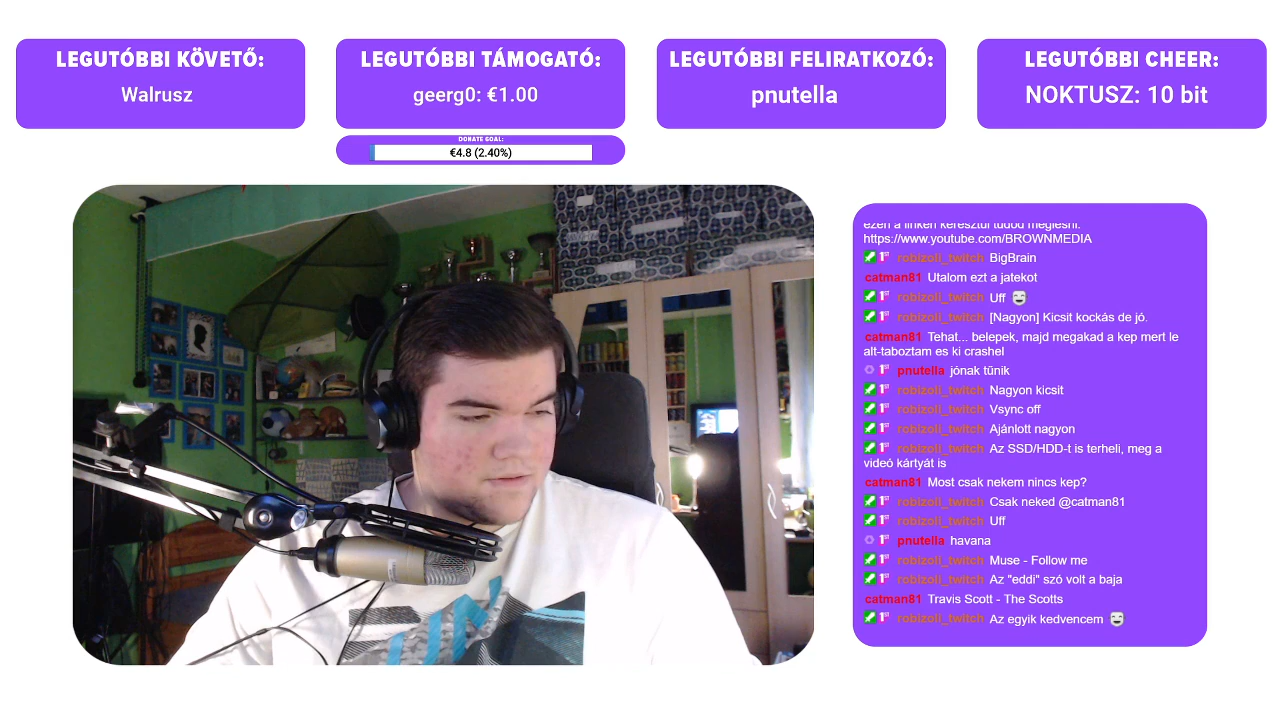 LEGUTÓBBI KÖVETŐ:
Walrusz
LEGUTÓBBI TÁMOGATÓ:
geerg0: €1.00
LEGUTÓBBI FELIRATKOZÓ:
pnutella
LEGUTÓBBI CHEER:
NOKTUSZ: 10 bit
DONATE GOAL:
€4.8 (2.40%)
ezen a linken keresztül tudod meglesni:
https://www.youtube.com/BROWNMEDIA
robizoli_twitch BigBrain
catman81 Utalom ezt a jatekot
robizoli_twitch Uff
robizoli_twitch [Nagyon] Kicsit kockás de jó.
catman81 Tehat... belepek, majd megakad a kep mert le
alt-taboztam es ki crashel
pnutella jónak tűnik
robizoli_twitch Nagyon kicsit
robizoli_twitch Vsync off
robizoli_twitch Ajánlott nagyon
robizoli_twitch Az SSD/HDD-t is terheli, meg a
videó kártyát is
catman81 Most csak nekem nincs kep?
robizoli_twitch Csak neked @catman81
robizoli_twitch Uff
pnutella havana
robizoli_twitch Muse - Follow me
robizoli_twitch Az "eddi" szó volt a baja
catman81 Travis Scott - The Scotts
robizoli_twitch Az egyik kedvencem